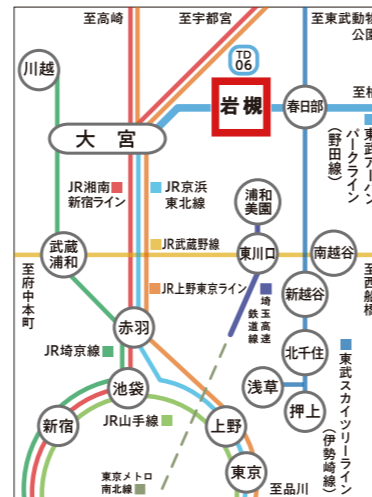 至高崎
至宇都宮
至東武動物
公園
川越
TD
06
岩槻
春日部
至柏
大宮
東武アーバン
パークライン
(野田線)
JR湘南
新宿ライン
JR京浜
東北線
浦和
美園
JR武蔵野線
武蔵
浦和
東川口
南越谷
至府中本町
至西船橋
JR上野東京ライン
埼玉高速
鉄道線
新越谷
赤羽
JR埼京線
北千住
池袋
浅草
押上
東武スカイツリーライン
(伊勢崎線)
新宿
JR山手線
上野
東京メトロ
南北線
東京
至品川